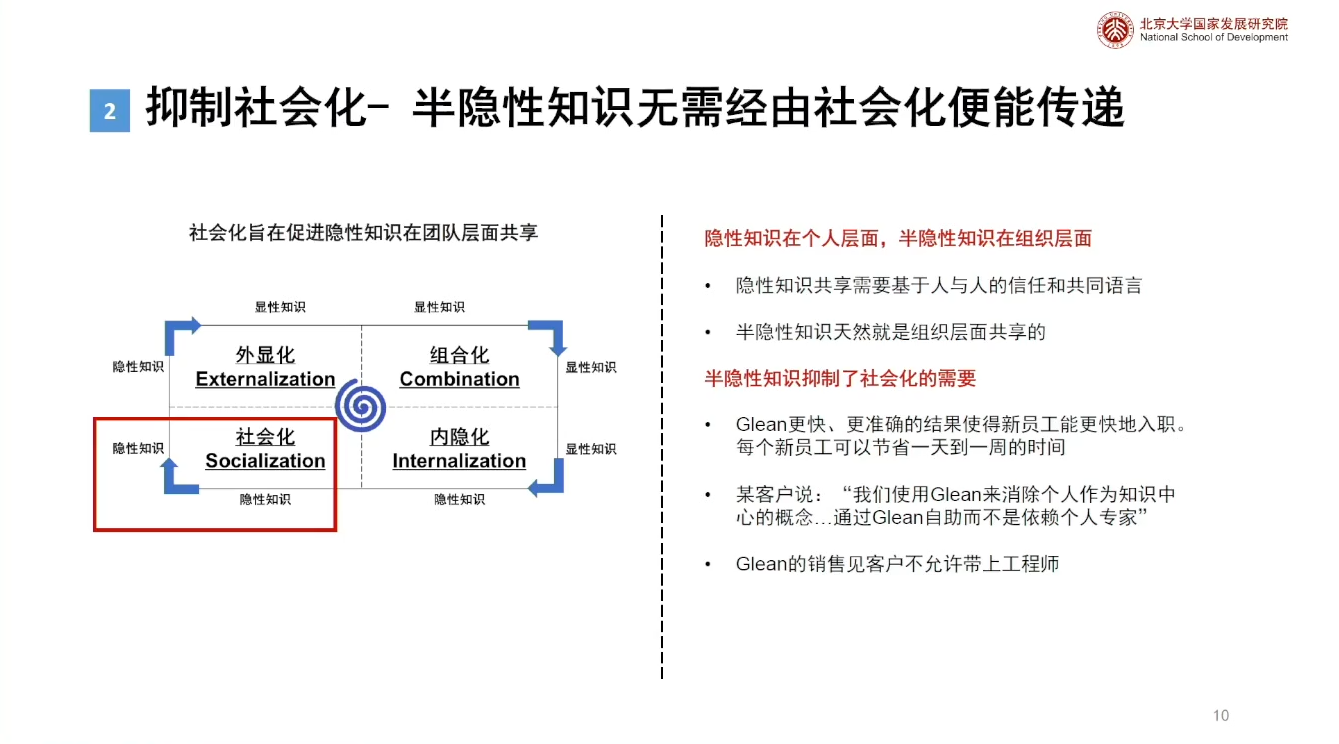 北京大学国家发展研究院
National School of Development
2
抑制社会化- 半隐性知识无需经由社会化便能传递
社会化旨在促进隐性知识在团队层面共享
显性知识
显性知识
隐性知识
外显化
Externalization
组合化
Combination
显性知识
隐性知识
社会化
Socialization
内隐化
Internalization
显性知识
隐性知识
隐性知识
隐性知识在个人层面，半隐性知识在组织层面
• 隐性知识共享需要基于人与人的信任和共同语言
• 半隐性知识天然就是组织层面共享的
半隐性知识抑制了社会化的需要
• Glean更快、更准确的结果使得新员工能更快地入职。
每个新员工可以节省一天到一周的时间
• 某客户说：“我们使用Glean来消除个人作为知识中
心的概念…通过Glean自助而不是依赖个人专家”
• Glean的销售见客户不允许带上工程师
10